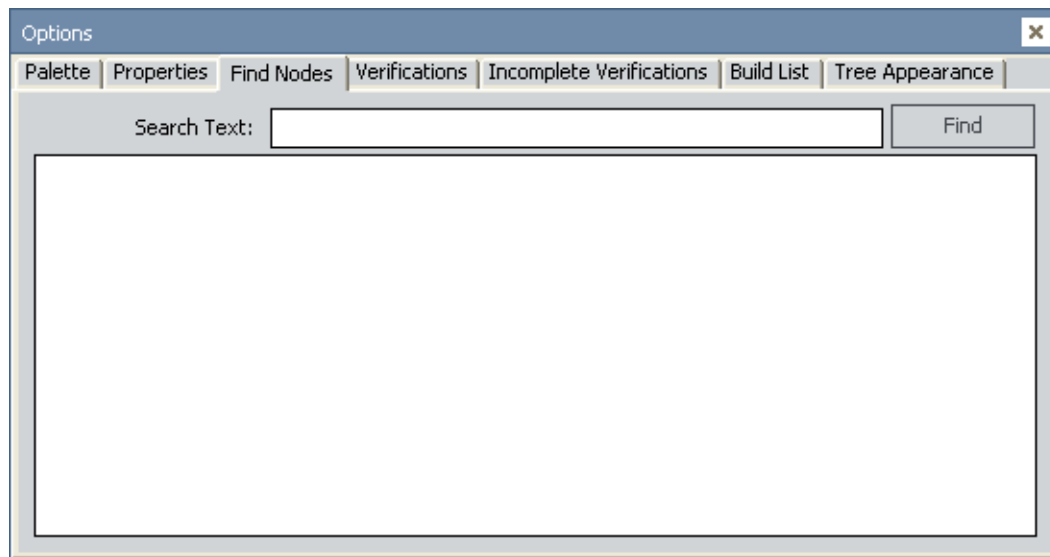 Options
Palette Properties Find Nodes Verifications Incomplete Verifications Build List Tree Appearance
Search Text: Find